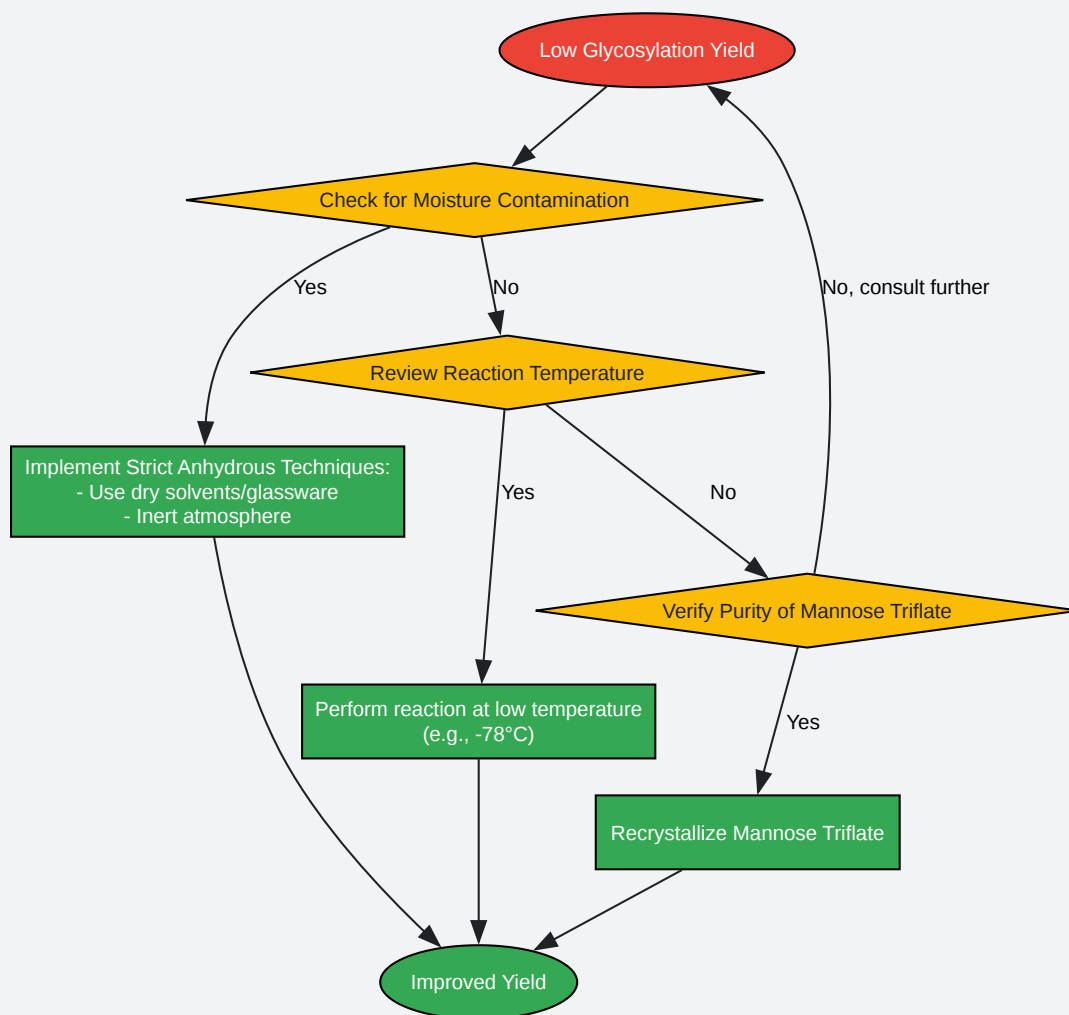 Low Glycosylation Yield
Check for Moisture Contamination
Yes
No
No, consult further
Review Reaction Temperature
Implement Strict Anhydrous Techniques:
- Use dry solvents/glassware
- Inert atmosphere
Yes
No
Verify Purity of Mannose Triflate
Perform reaction at low temperature
(e.g., -78°C)
Yes
Recrystallize Mannose Triflate
Improved Yield